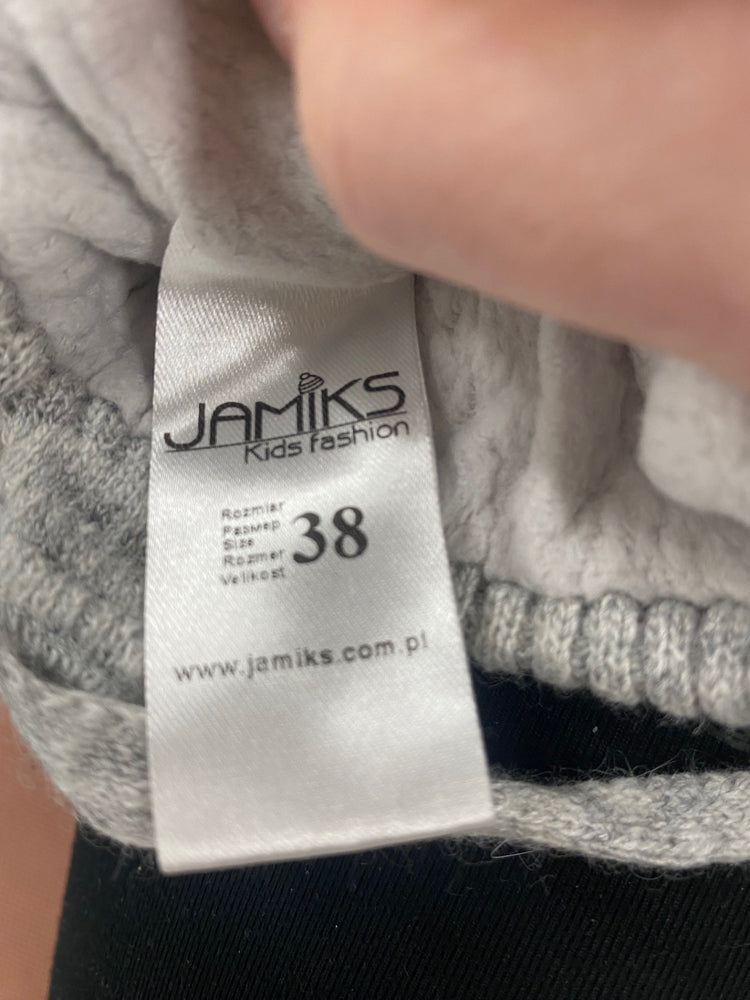 JAMIKS
Kids fashion
Rozmiar
Размер
Size
Rozmer
Velikost
38
www.jamiks.com.pl